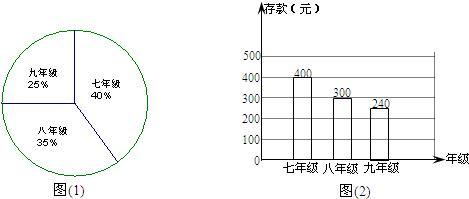 九年级
25%
七年级
40%
八年级
35%
图(1)
存款（元）
500
400
300
200
100
0
400
300
240
七年级 八年级 九年级
年级
图(2)